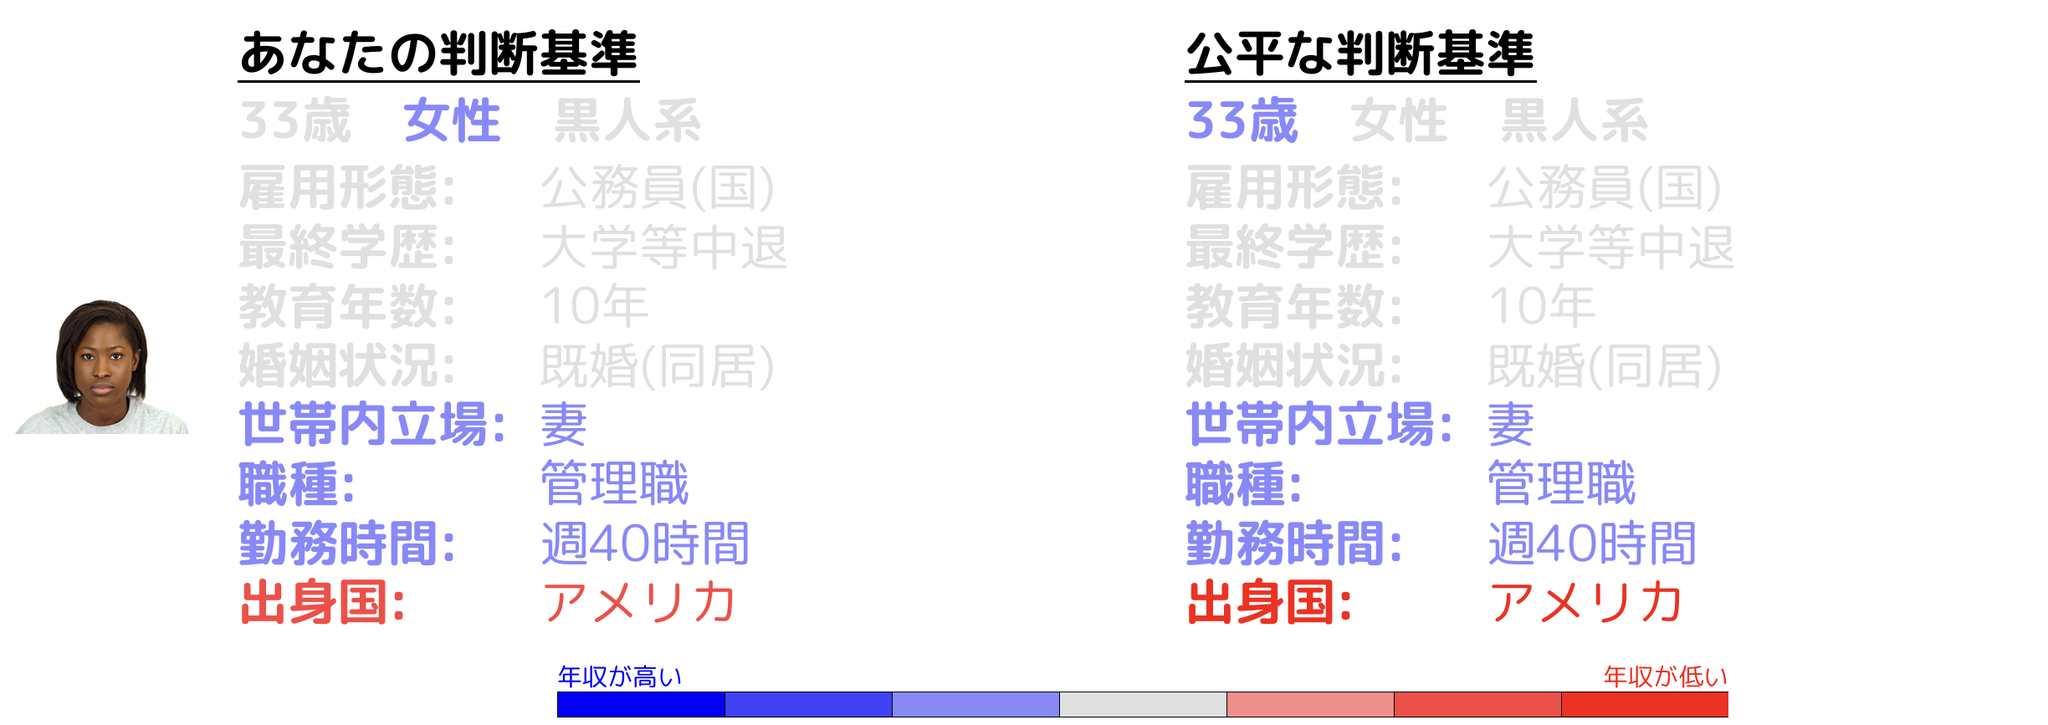 あなたの判断基準
33歳 女性 黒人系
雇用形態: 公務員(国)
最終学歴: 大学等中退
教育年数: 10年
婚姻状況: 既婚(同居)
世帯内立場: 妻
職種: 管理職
勤務時間: 週40時間
出身国: アメリカ
公平な判断基準
33歳 女性 黒人系
雇用形態: 公務員(国)
最終学歴: 大学等中退
教育年数: 10年
婚姻状況: 既婚(同居)
世帯内立場: 妻
職種: 管理職
勤務時間: 週40時間
出身国: アメリカ
年収が高い 年収が低い